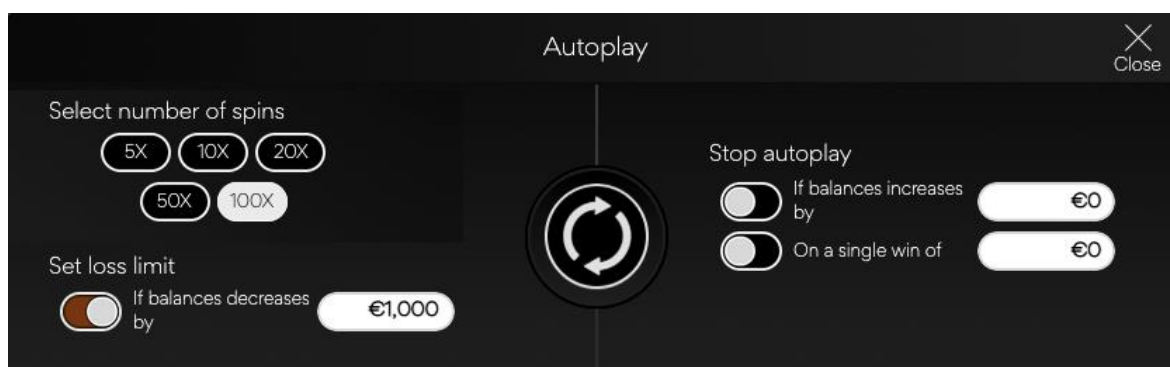 Autoplay
Close
Select number of spins
5X 10X 20X
50X 100X
Set loss limit
If balances decreases
by
€1,000
Stop autoplay
If balances increases
by
€0
On a single win of
€0